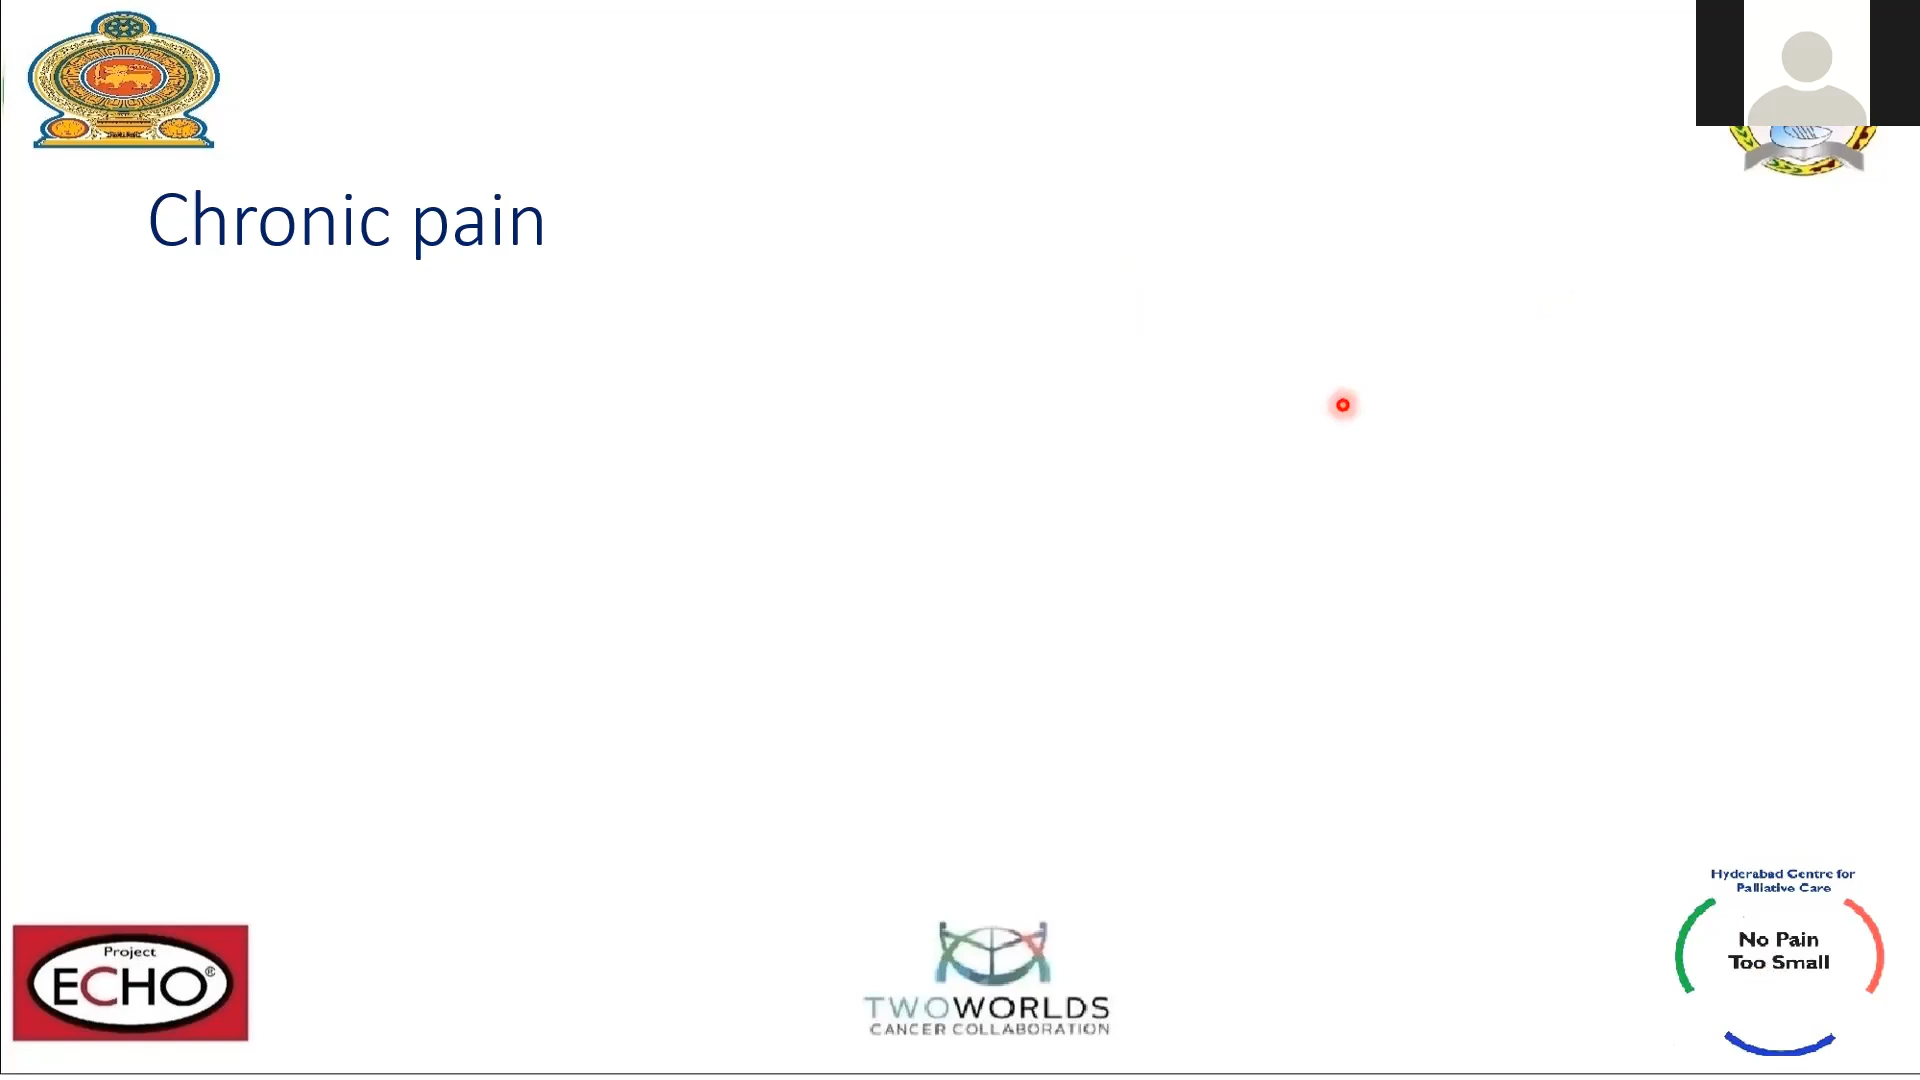 Chronic pain
Project
ECHO®
TWOWORLDS
CANCER COLLABORATION
Hyderabad Centre for
Palliative Care
No Pain
Too Small